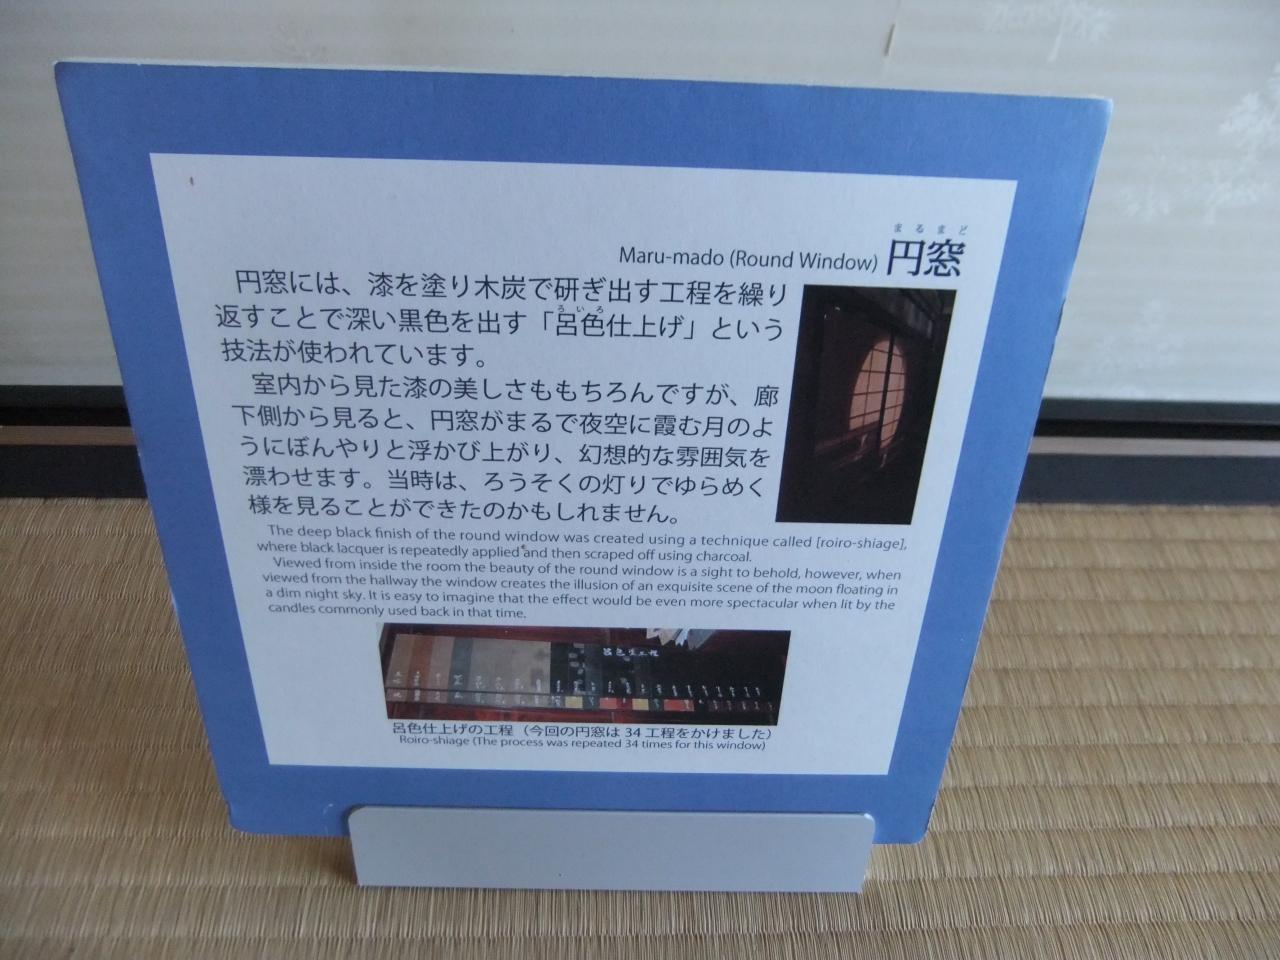 まるまど
Maru-mado (Round Window) 円窓
円窓には、漆を塗り木炭で研ぎ出す工程を繰り
返すことで深い黒色を出す「呂色仕上げ」という
ろいろ
技法が使われています。
室内から見た漆の美しさももちろんですが、廊
下側から見ると、円窓がまるで夜空に霞む月のよ
うにぼんやりと浮かび上がり、幻想的な雰囲気を
漂わせます。当時は、ろうそくの灯りでゆらめく
様を見ることができたのかもしれません。
The deep black finish of the round window was created using a technique called [roiro-shiage],
where black lacquer is repeatedly applied and then scraped off using charcoal.
Viewed from inside the room the beauty of the round window is a sight to behold, however, when
viewed from the hallway the window creates the illusion of an exquisite scene of the moon floating in
a dim night sky. It is easy to imagine that the effect would be even more spectacular when lit by the
candles commonly used back in that time.
呂色塗工程
呂色仕上げの工程（今回の円窓は 34 工程をかけました）
Roiro-shiage (The process was repeated 34 times for this window)